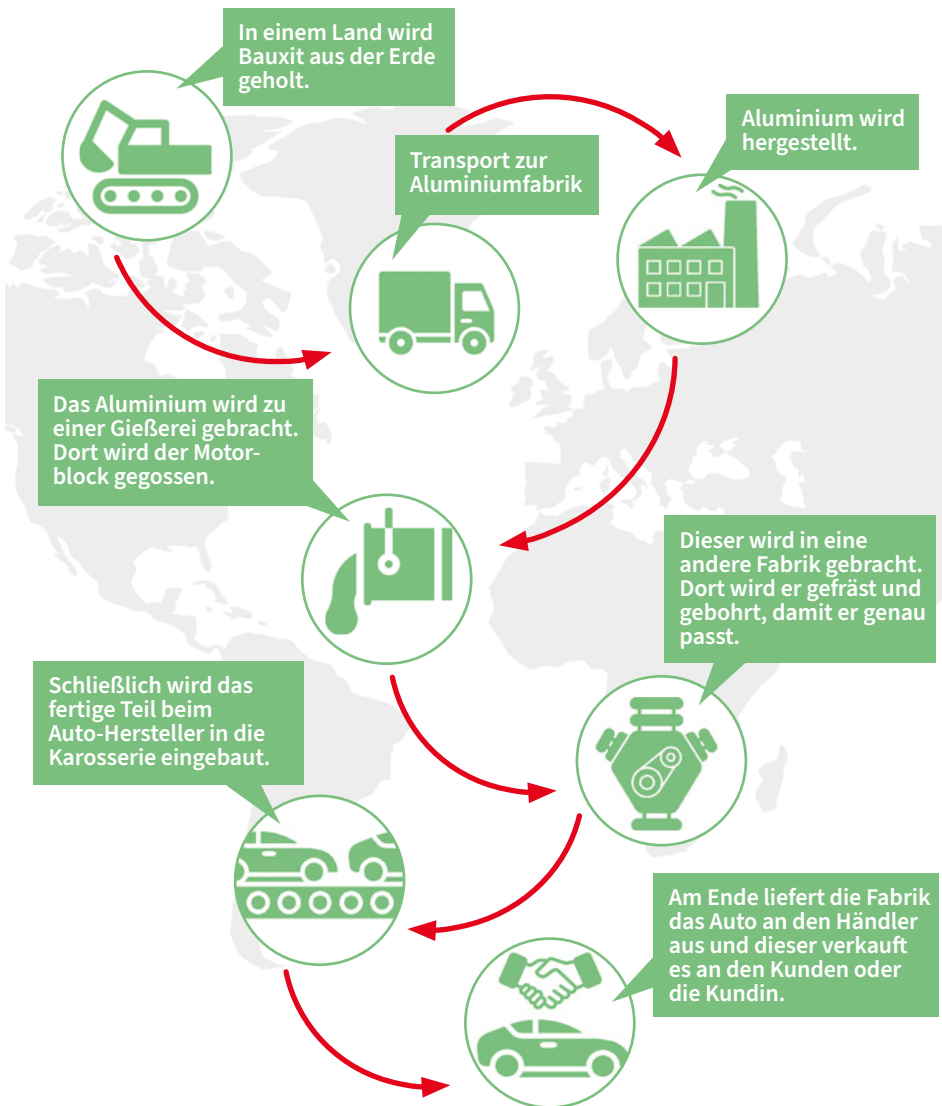 In einem Land wird
Bauxit aus der Erde
geholt.
Transport zur
Aluminiumfabrik
Aluminium wird
hergestellt.
Das Aluminium wird zu
einer Gießerei gebracht.
Dort wird der Motor-
block gegossen.
Dieser wird in eine
andere Fabrik gebracht.
Dort wird er gefräst und
gebohrt, damit er genau
passt.
Schließlich wird das
fertige Teil beim
Auto-Hersteller in die
Karosserie eingebaut.
Am Ende liefert die Fabrik
das Auto an den Händler
aus und dieser verkauft
es an den Kunden oder
die Kundin.